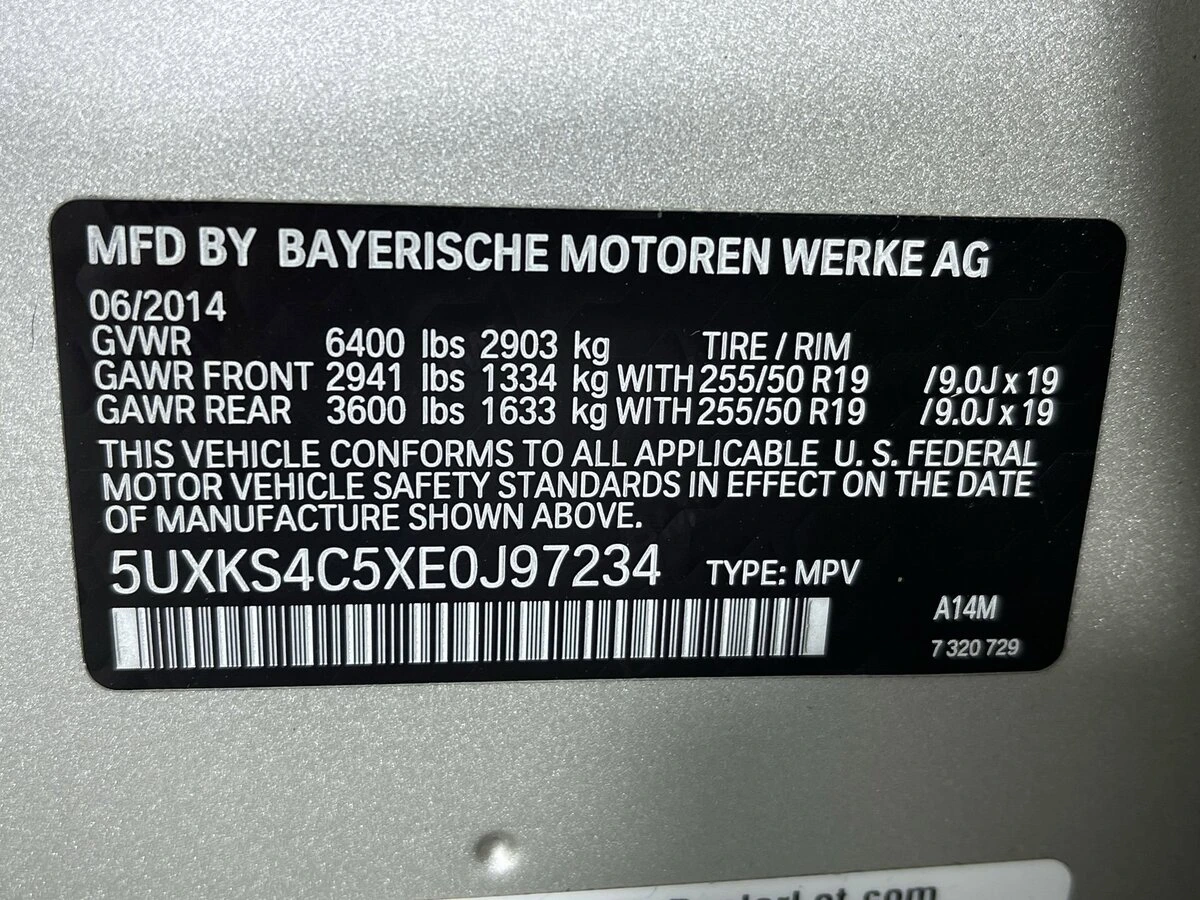 MFD BY BAYERISCHE MOTOREN WERKE AG
06/2014
GVWR 6400 lbs 2903 kg TIRE / RIM
GAWR FRONT 2941 lbs 1334 kg WITH 255/50 R19 /9.0J x 19
GAWR REAR 3600 lbs 1633 kg WITH 255/50 R19 /9.0J x 19
THIS VEHICLE CONFORMS TO ALL APPLICABLE U. S. FEDERAL
MOTOR VEHICLE SAFETY STANDARDS IN EFFECT ON THE DATE
OF MANUFACTURE SHOWN ABOVE.
5UXKS4C5XE0J97234 TYPE: MPV
A14M
7 320 729